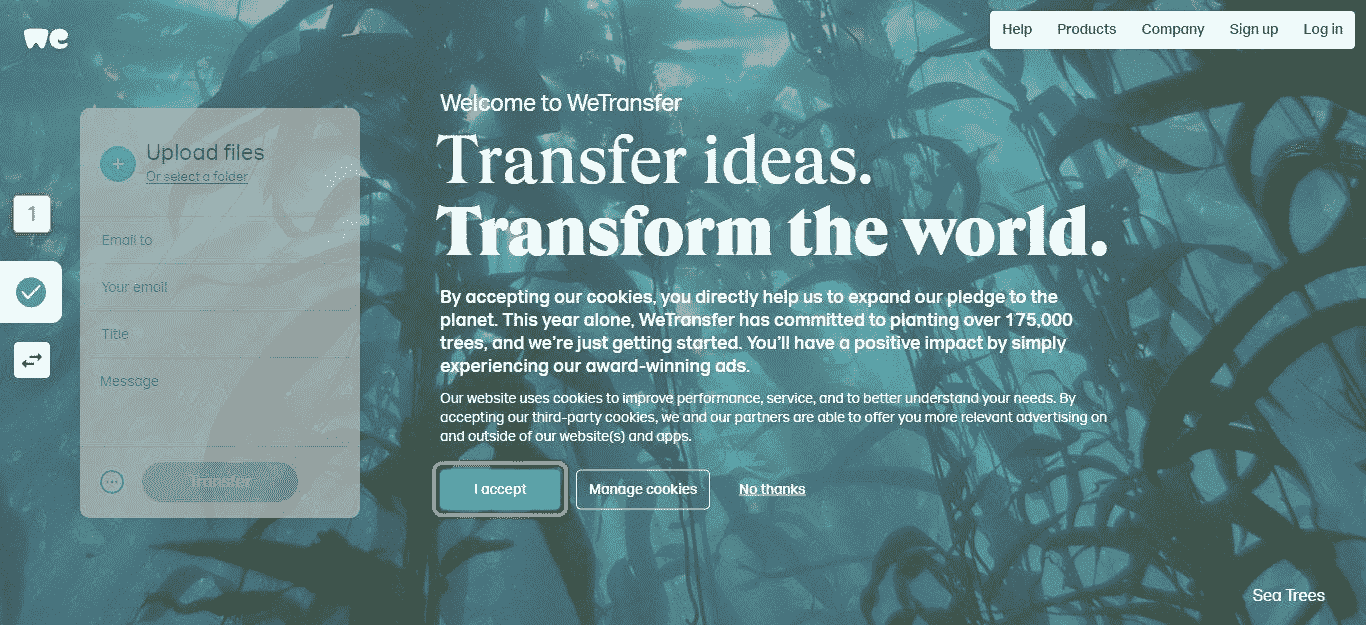 we
Help Products Company Sign up Log in
Welcome to WeTransfer
Transfer ideas.
Transform the world.
Upload files
Or select a folder
1
Email to
Your email
Title
Message
Transfer
By accepting our cookies, you directly help us to expand our pledge to the
planet. This year alone, WeTransfer has committed to planting over 175,000
trees, and we're just getting started. You'll have a positive impact by simply
experiencing our award-winning ads.
Our website uses cookies to improve performance, service, and to better understand your needs. By
accepting our third-party cookies, we and our partners are able to offer you more relevant advertising on
and outside of our website(s) and apps.
I accept Manage cookies No thanks
Sea Trees